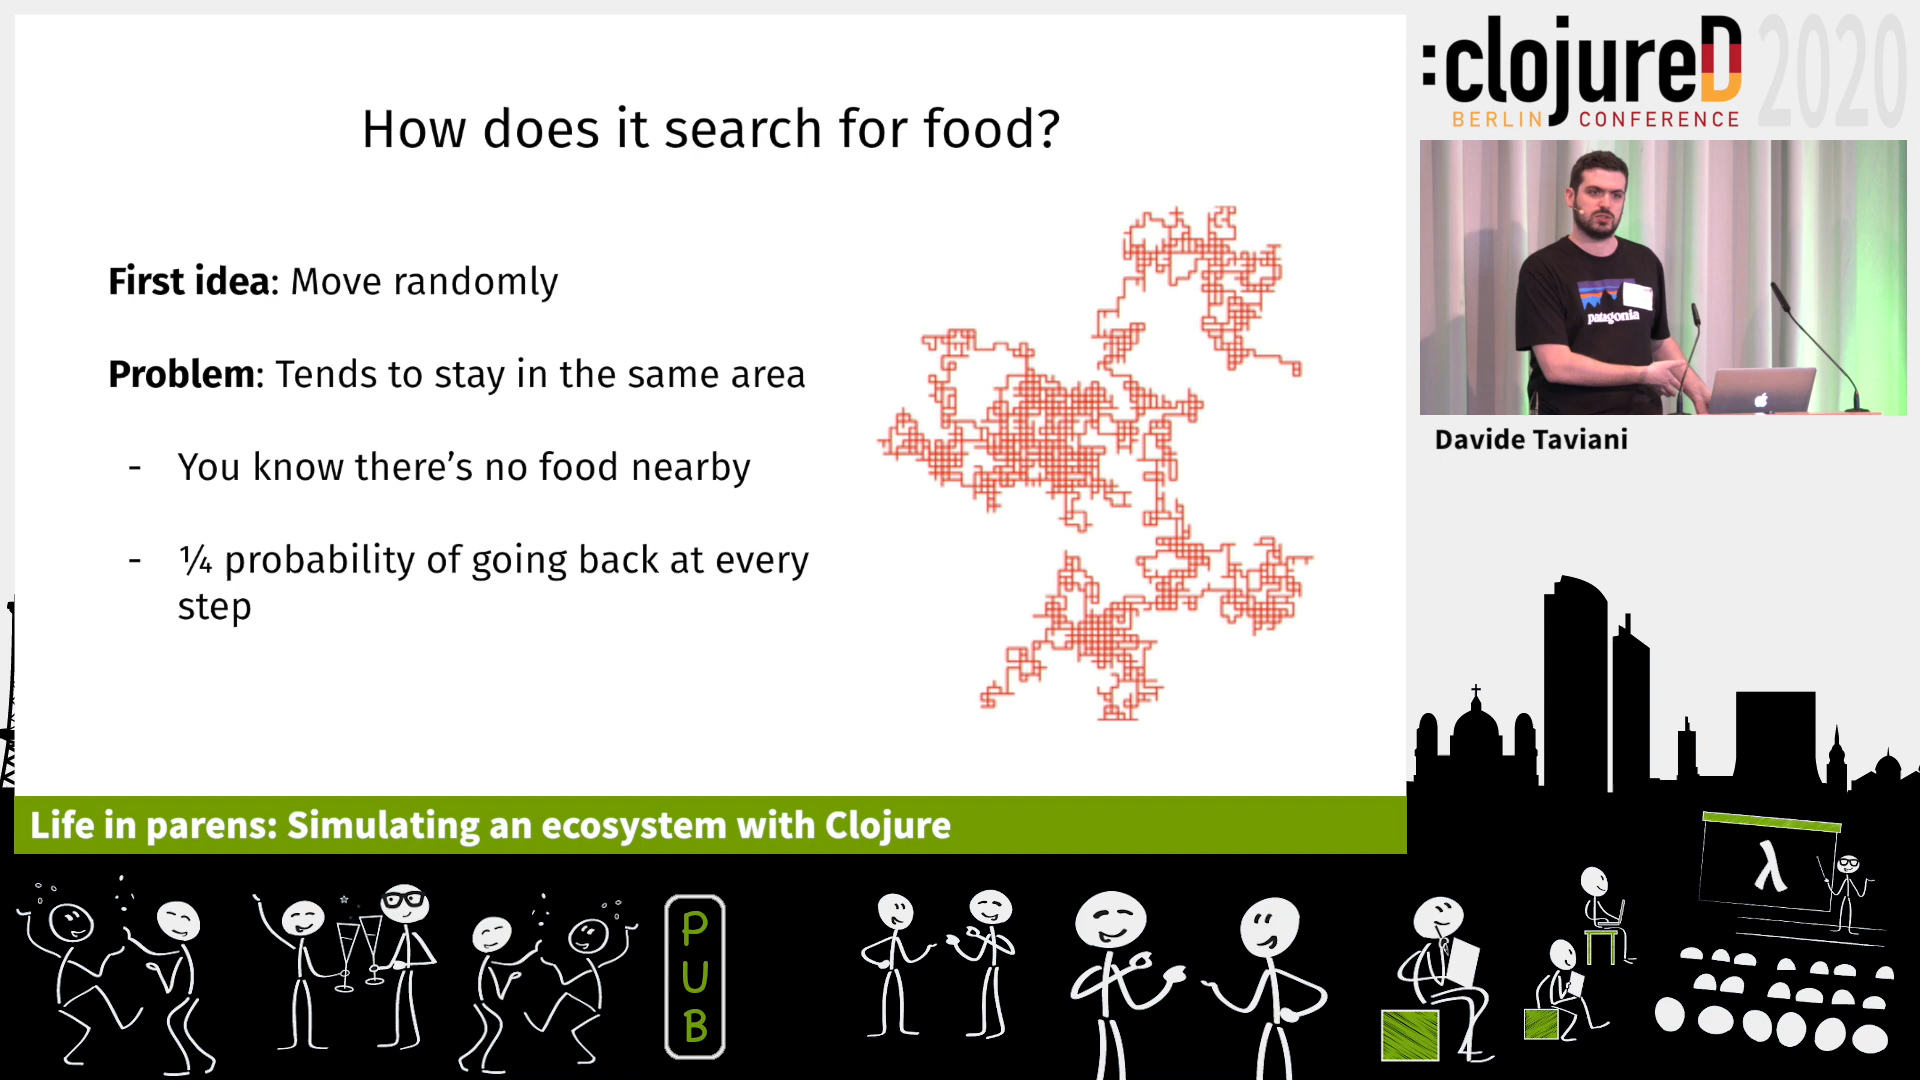 How does it search for food?
First idea: Move randomly
Problem: Tends to stay in the same area
- You know there’s no food nearby
- ¼ probability of going back at every
step
:clojureD 2020
BERLIN CONFERENCE
patagonia
Davide Taviani
Life in parens: Simulating an ecosystem with Clojure
PUB
λ